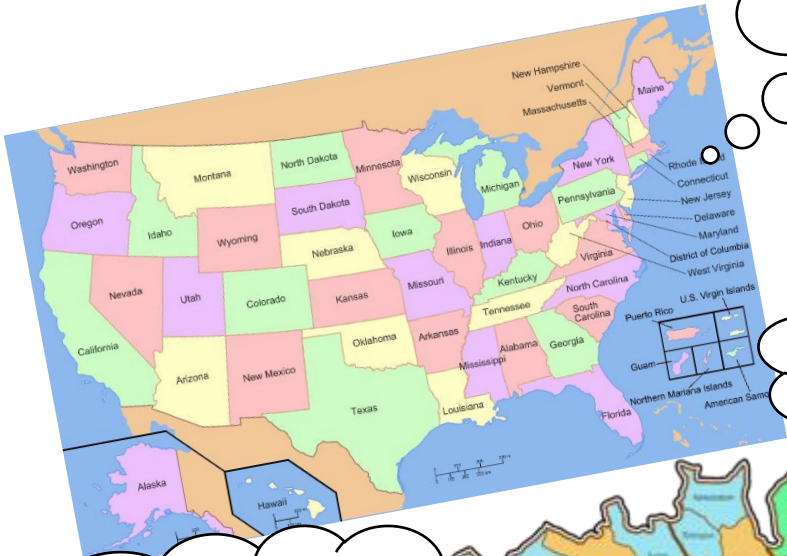 New Hampshire
Vermont
Massachusetts
Maine
Washington
Montana
North Dakota
Minnesota
Wisconsin
Michigan
New York
Rhode
Connecticut
New Jersey
Delaware
Maryland
District of Columbia
West Virginia
Oregon
Idaho
Wyoming
South Dakota
Iowa
Illinois
Indiana
Ohio
Pennsylvania
Virginia
Nevada
Utah
Colorado
Nebraska
Kansas
Missouri
Kentucky
North Carolina
Tennessee
South
Carolina
California
Arizona
New Mexico
Oklahoma
Arkansas
Mississippi
Alabama
Georgia
Texas
Louisiana
Florida
U.S. Virgin Islands
Puerto Rico
Guam
Northern Mariana Islands
American Samo
Alaska
Hawaii